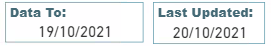 Data To:
19/10/2021
Last Updated:
20/10/2021